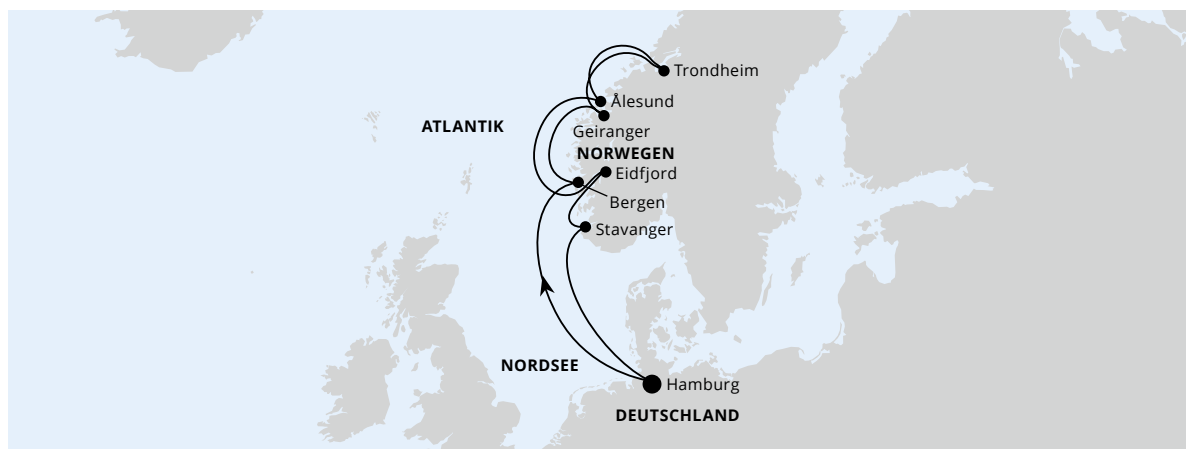 Trondheim
Ålesund
ATLANTIK
Geiranger
NORWEGEN
Eidfjord
Bergen
Stavanger
NORDSEE
Hamburg
DEUTSCHLAND